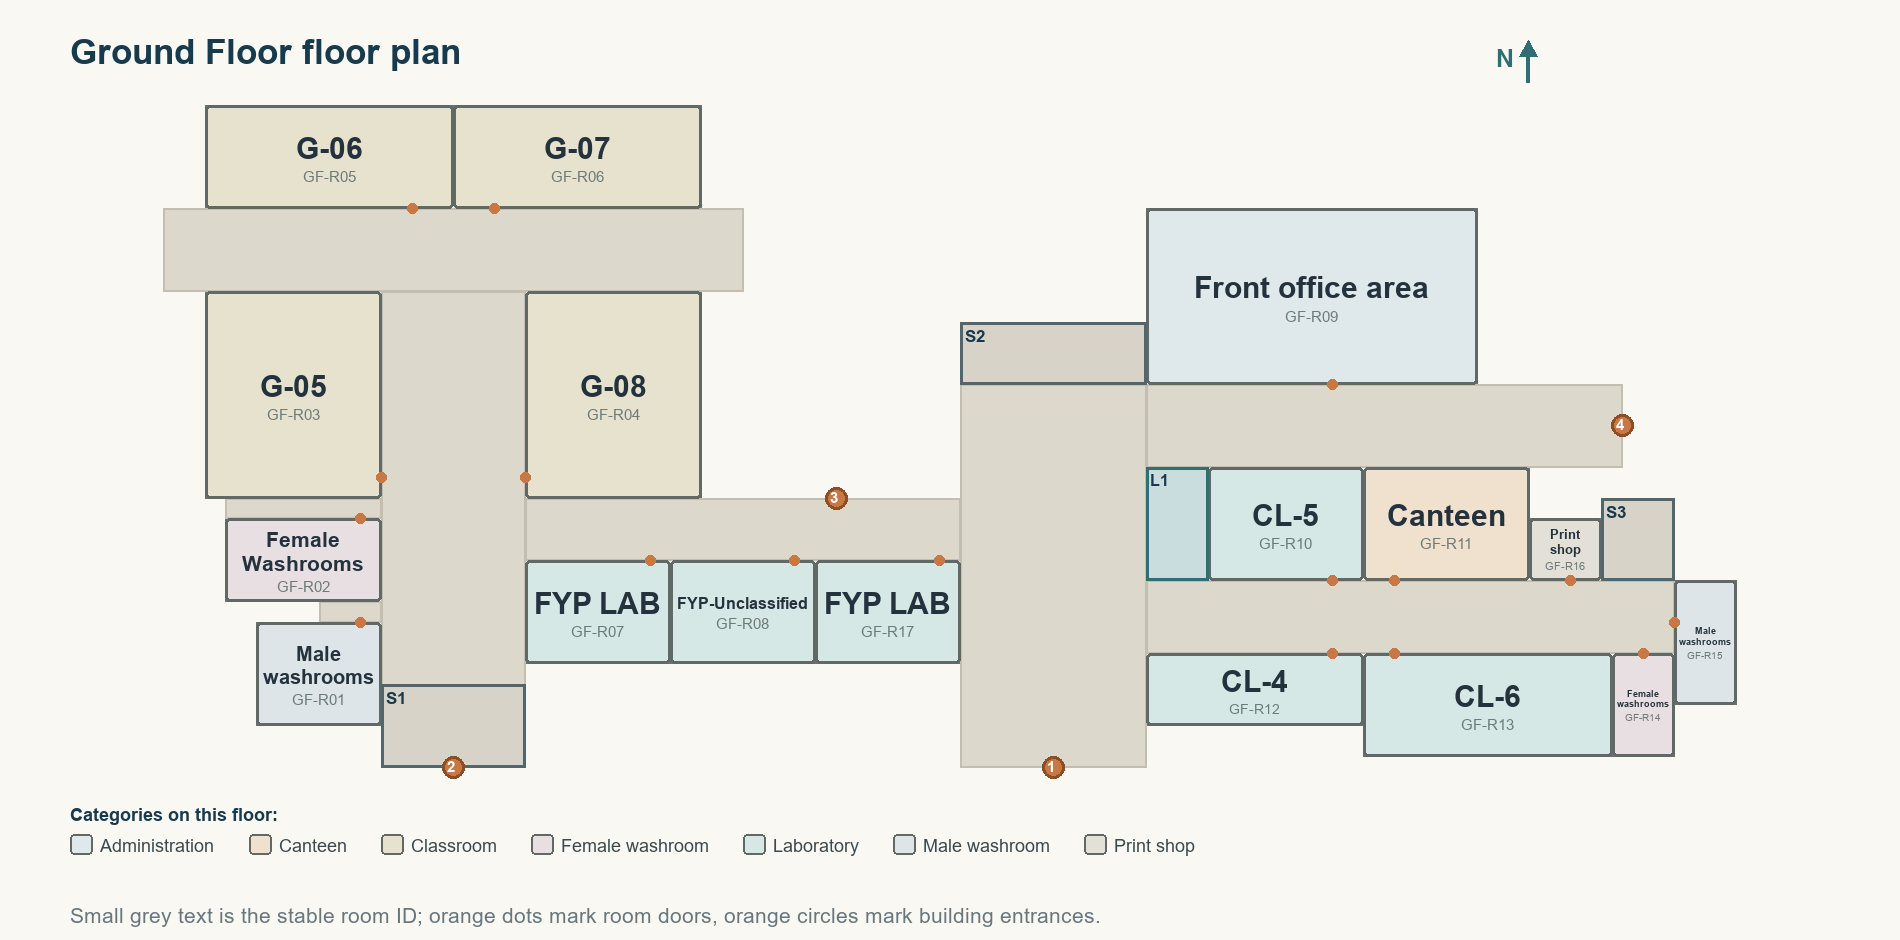 Ground Floor floor plan
N
G-06
GF-R05
G-07
GF-R06
Front office area
GF-R09
S2
G-05
GF-R03
G-08
GF-R04
4
L1
CL-5
GF-R10
Canteen
GF-R11
Print
shop
GF-R16
S3
3
Female
Washrooms
GF-R02
FYP LAB
GF-R07
FYP-Unclassified
GF-R08
FYP LAB
GF-R17
Male
washrooms
GF-R01
S1
Male
washrooms
GF-R15
CL-4
GF-R12
CL-6
GF-R13
Female
washrooms
GF-R14
2
1
Categories on this floor:
Administration Canteen Classroom Female washroom Laboratory Male washroom Print shop
Small grey text is the stable room ID; orange dots mark room doors, orange circles mark building entrances.